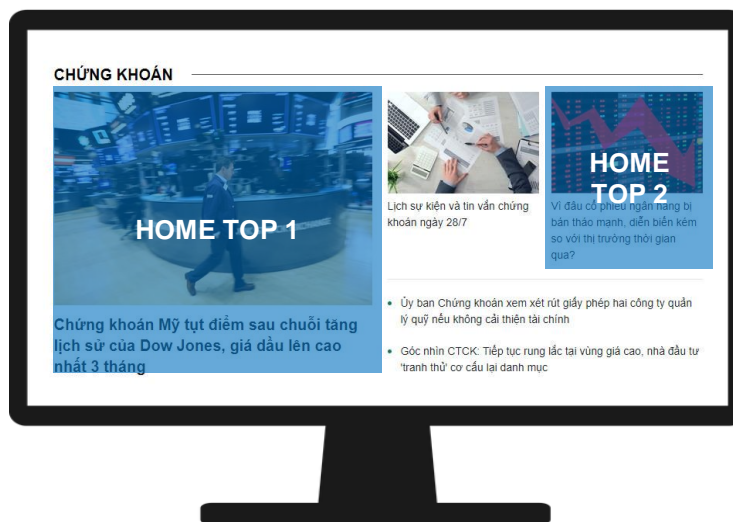 CHỨNG KHOÁN
HOME TOP 1
Chứng khoán Mỹ tụt điểm sau chuỗi tăng
lịch sử của Dow Jones, giá dầu lên cao
nhất 3 tháng
Lịch sự kiện và tin vắn chứng
khoán ngày 28/7
HOME
TOP 2
Vì đâu cổ phiếu ngân hàng bị
bán tháo mạnh, diễn biến kém
so với thị trường thời gian
qua?
Ủy ban Chứng khoán xem xét rút giấy phép hai công ty quản
lý quỹ nếu không cải thiện tài chính
Góc nhìn CTCK: Tiếp tục rung lắc tại vùng giá cao, nhà đầu tư
'tranh thủ' cơ cấu lại danh mục